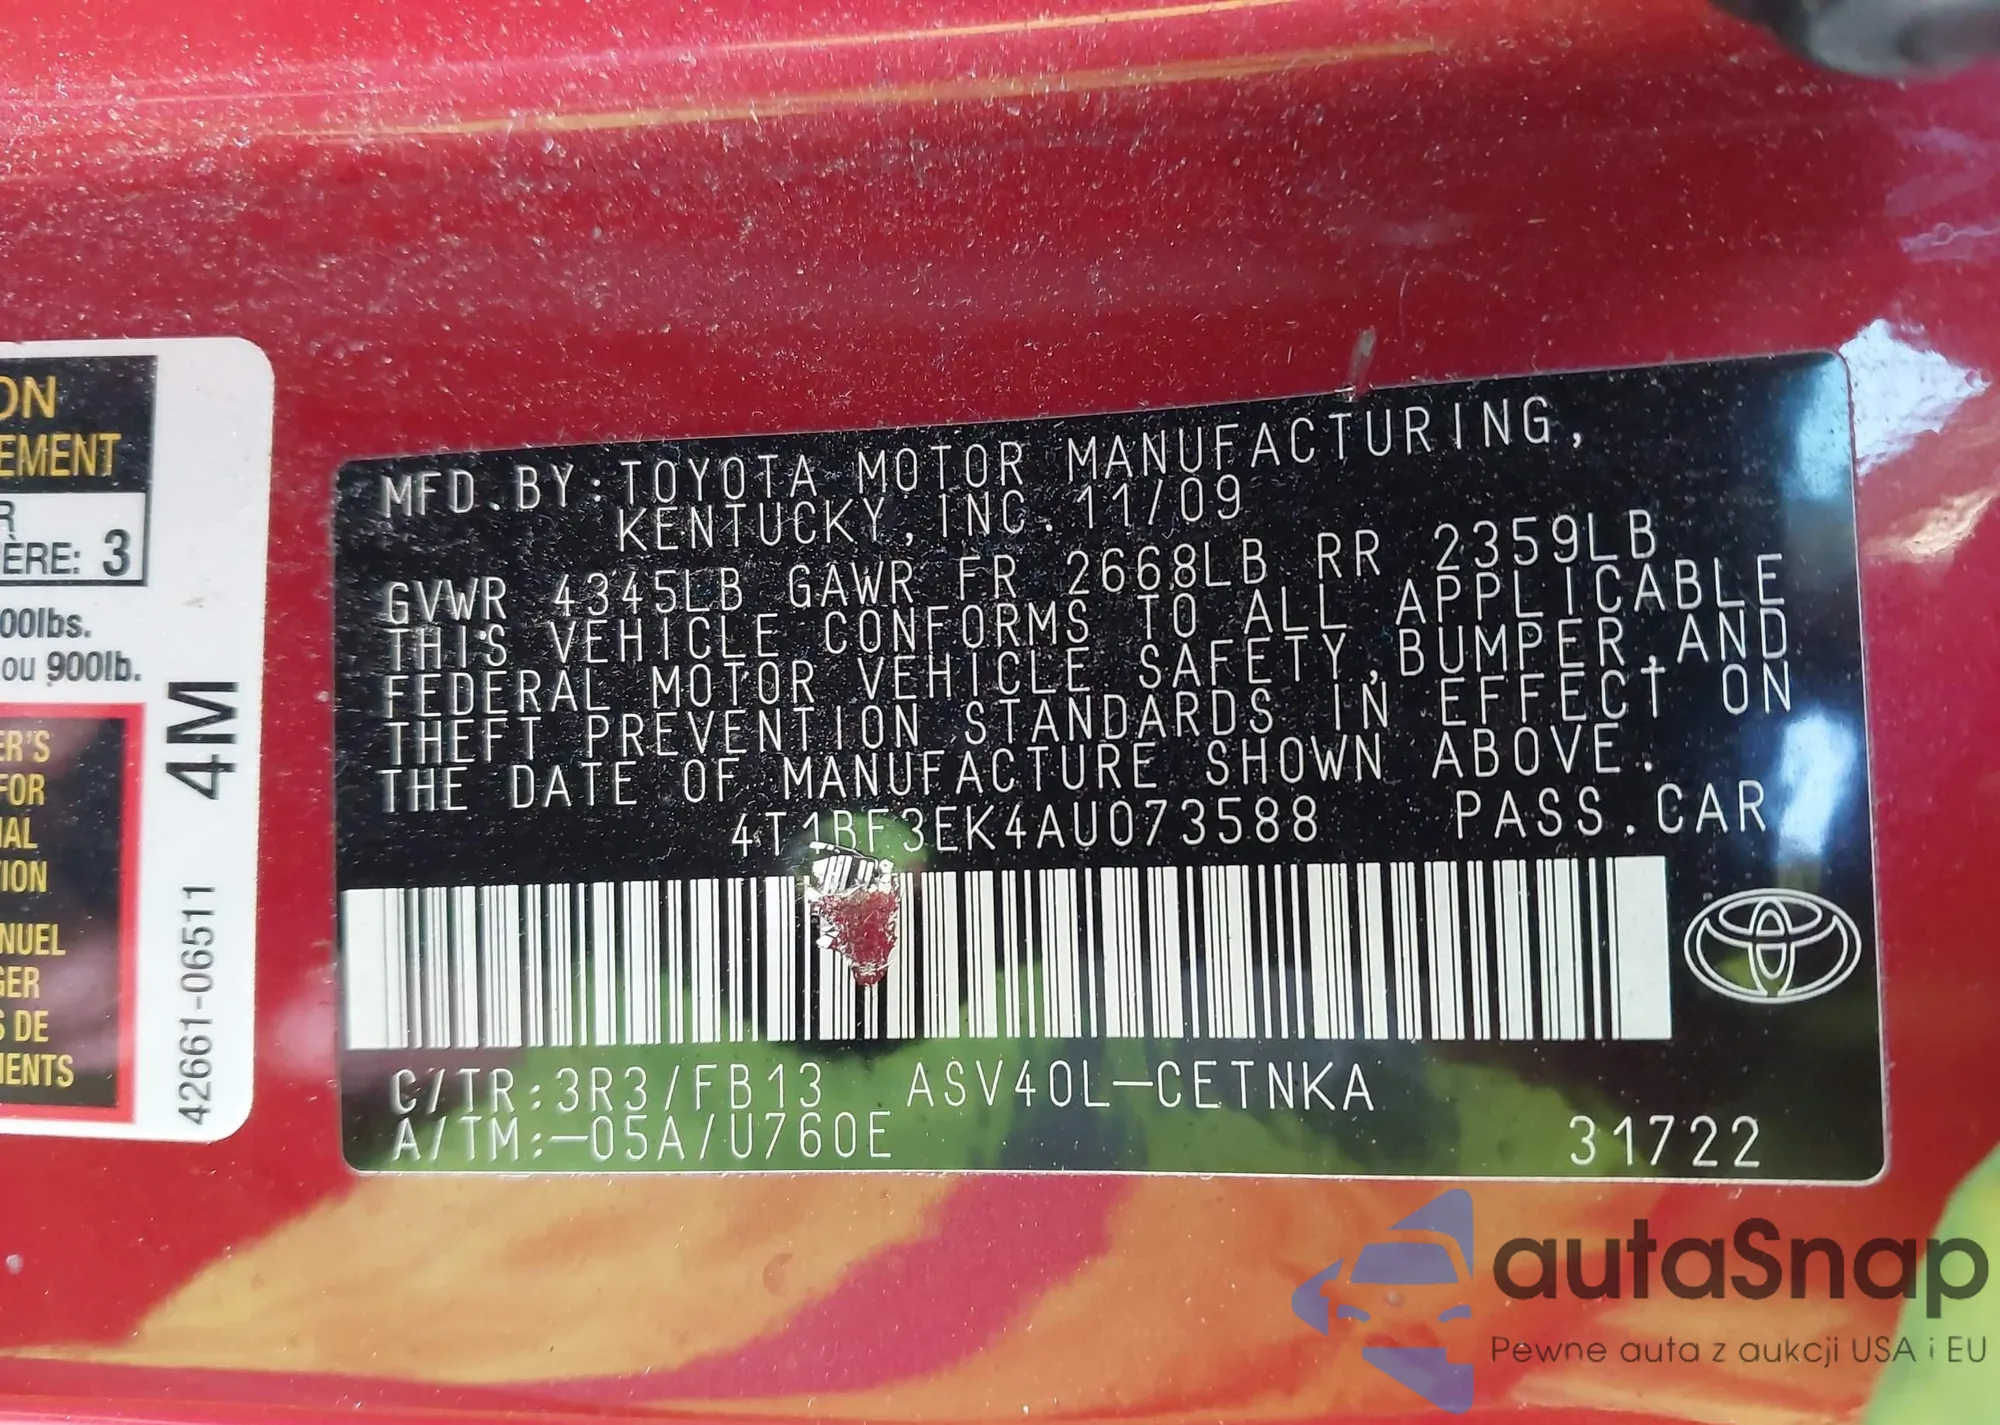 ON
EMENT
R
ÈRE: 3
00lbs.
ou 900lb.
ER'S
FOR
IAL
ION
NUEL
GER
S DE
MENTS
4M
42661-06511
MFD.BY:TOYOTA MOTOR MANUFACTURING,
KENTUCKY, INC. 11/09
GVWR 4345LB GAWR FR 2668LB RR 2359LB
THIS VEHICLE CONFORMS TO ALL APPLICABLE
FEDERAL MOTOR VEHICLE SAFETY,BUMPER,AND
THEFT PREVENTION STANDARDS IN EFFECT ON
THE DATE OF MANUFACTURE SHOWN ABOVE.
4T1BF3EK4AU073588 PASS.CAR
C/TR:3R3/FB13 ASV40L-CETNKA
A/TM:-05A/U760E 31722
autaSnap
Pewne auta z aukcji USA i EU